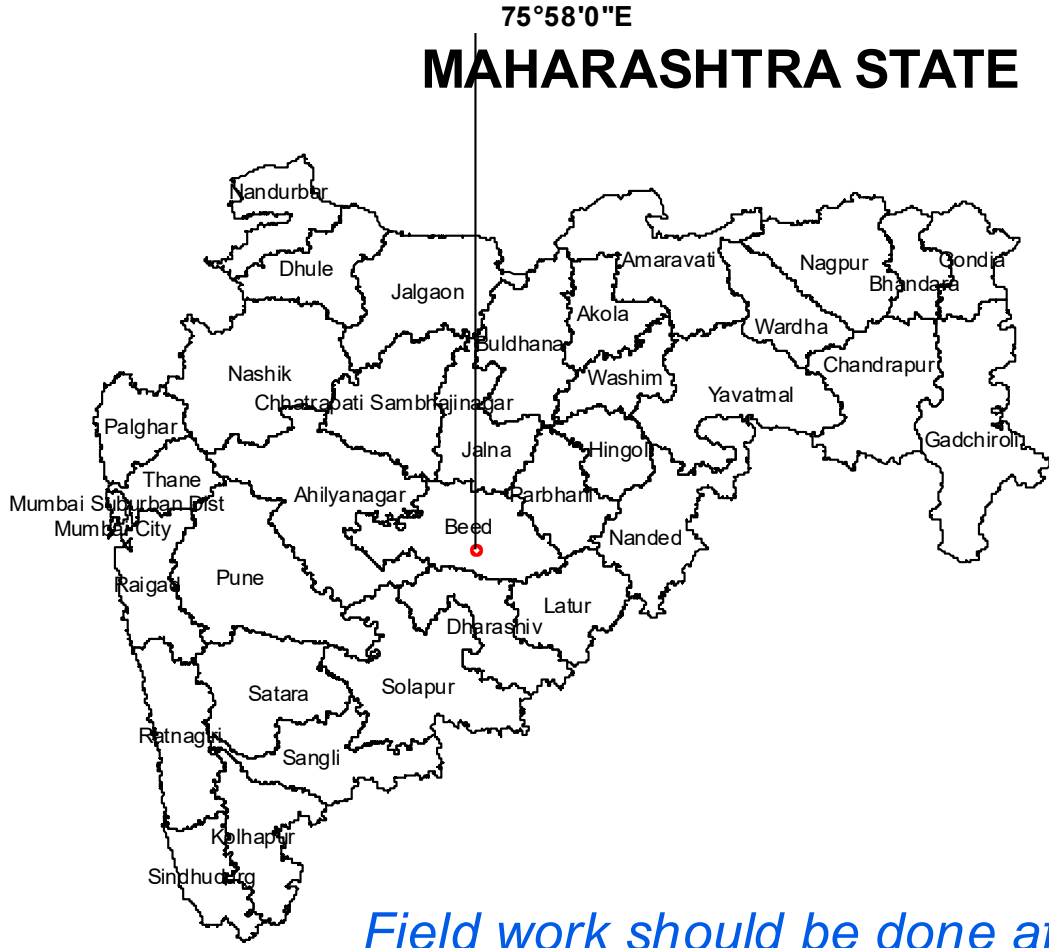 75°58'0"E
MAHARASHTRA STATE
Nandurbar
Dhule
Jalgaon
Amaravati
Nagpur
Gondia
Bhandara
Akola
Wardha
Buldhana
Chandrapur
Nashik
Washim
Yavatmal
Chhatrapati Sambhajinagar
Palghar
Jalna
Hingoli
Gadchiroli
Thane
Ahilyanagar
Parbhani
Mumbai Suburban Dist
Mumbai City
Beed
Nanded
Raigad
Pune
Latur
Dharashiv
Satara
Solapur
Ratnagiri
Sangli
Kolhapur
Sindhudurg
Field work should be done at